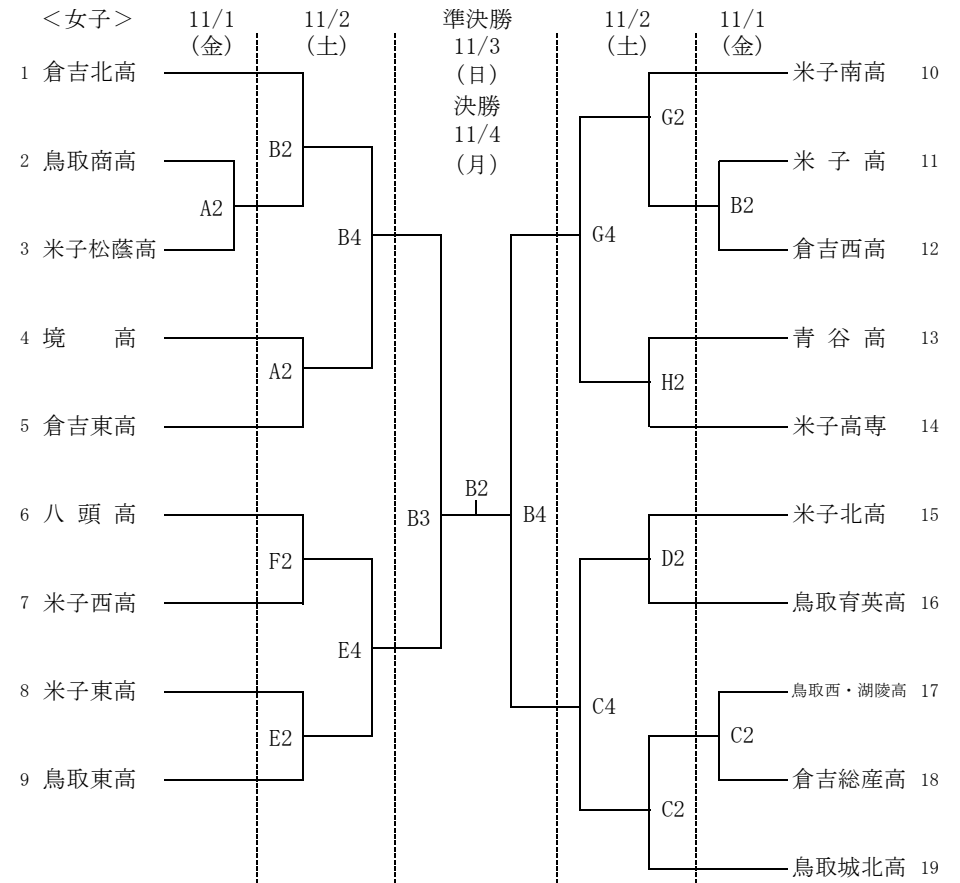 ＜女子＞ 11/1 11/2 準決勝 11/2 11/1
(金) (土) 11/3 (土) (金)
(日)
1 倉吉北高 米子南高 10
決勝
G2
11/4
B2
2 鳥取商高 (月) 米 子 高 11
A2 B2
B4 G4
3 米子松蔭高 倉吉西高 12
4 境　　高 青 谷 高 13
A2 H2
5 倉吉東高 米子高専 14
B2
6 八 頭 高 B3 B4 米子北高 15
F2 D2
7 米子西高 鳥取育英高 16
E4
8 米子東高 鳥取西・湖陵高 17
C4
E2 C2
9 鳥取東高 倉吉総産高 18
C2
鳥取城北高 19